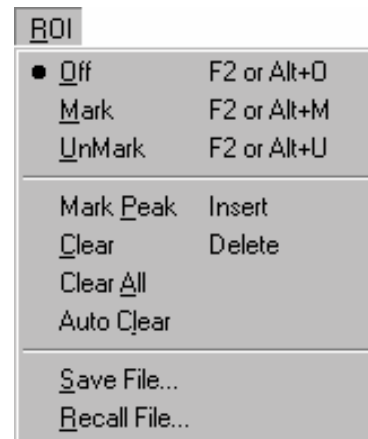 ROI
Off F2 or Alt+O
Mark F2 or Alt+M
UnMark F2 or Alt+U
Mark Peak Insert
Clear Delete
Clear All
Auto Clear
Save File...
Recall File...